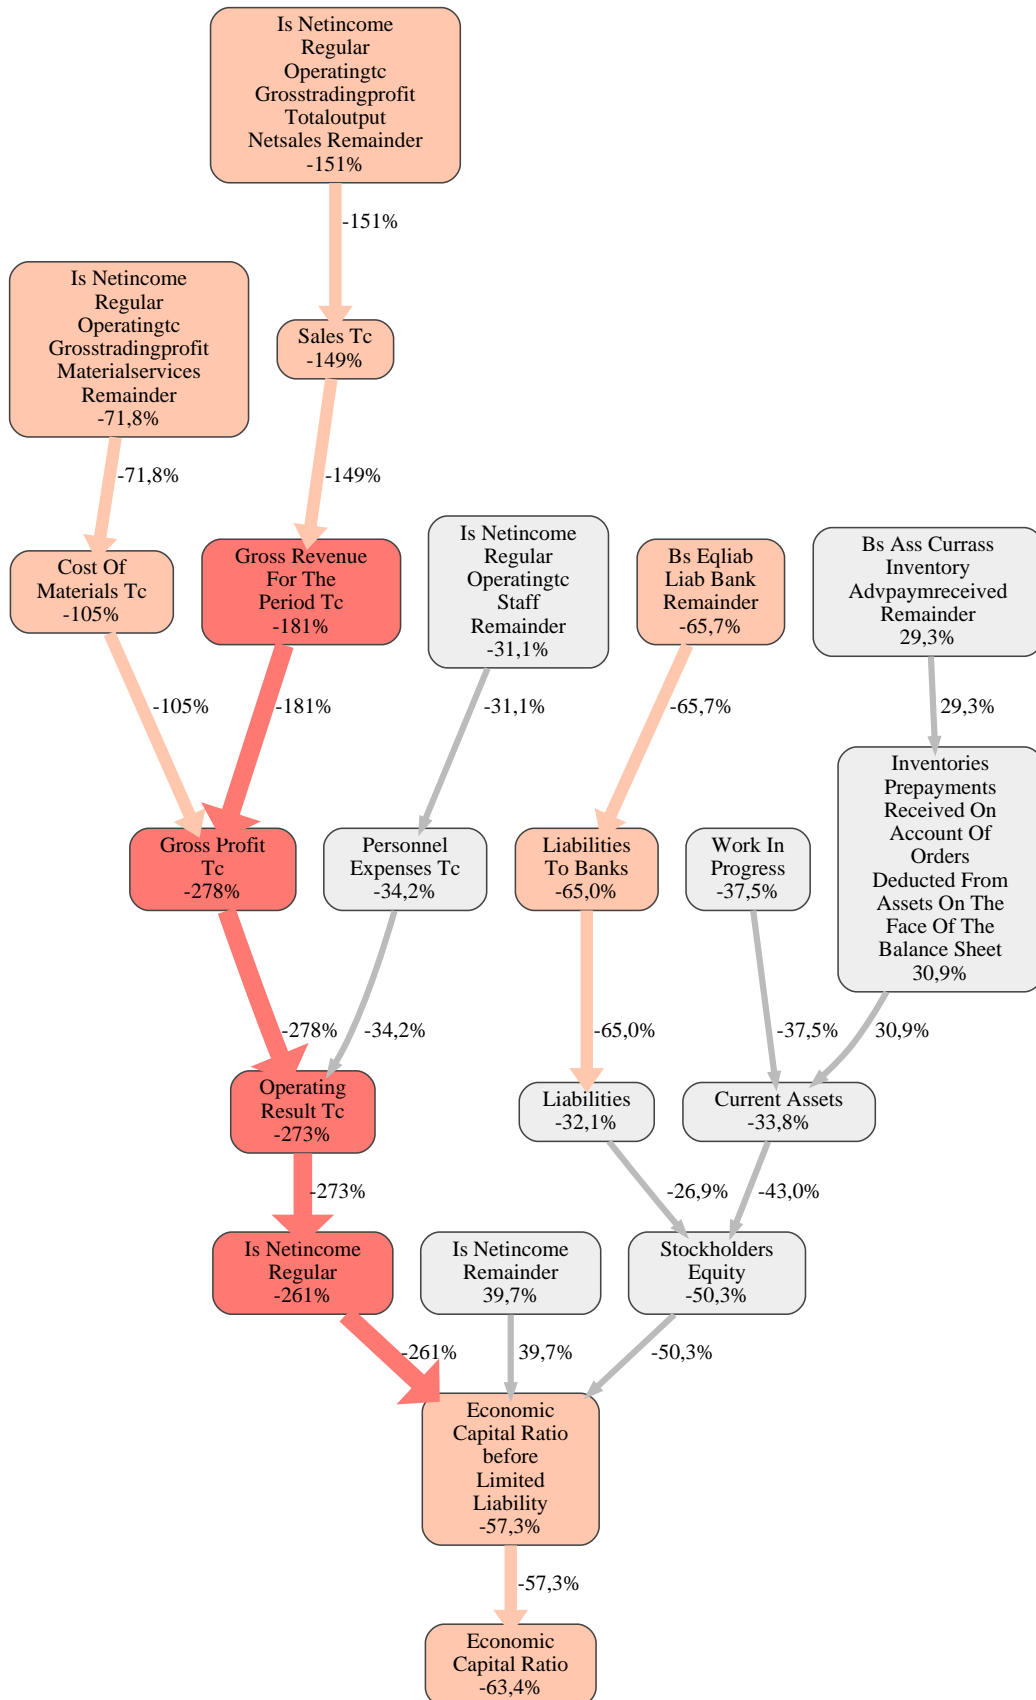 Is Netincome
Regular
Operatingtc
Grosstradingprofit
Totaloutput
Netsales Remainder
-151%
-151%
Is Netincome
Regular
Operatingtc
Grosstradingprofit
Materialservices
Remainder
-71,8%
Sales Tc
-149%
-71,8%
-149%
Cost Of
Materials Tc
-105%
Gross Revenue
For The
Period Tc
-181%
Is Netincome
Regular
Operatingtc
Staff
Remainder
-31,1%
Bs Eqliab
Liab Bank
Remainder
-65,7%
Bs Ass Currass
Inventory
Advpaymreceived
Remainder
29,3%
-105%
-181%
-31,1%
-65,7%
29,3%
Gross Profit
Tc
-278%
Personnel
Expenses Tc
-34,2%
Liabilities
To Banks
-65,0%
Work In
Progress
-37,5%
Inventories
Prepayments
Received On
Account Of
Orders
Deducted From
Assets On The
Face Of The
Balance Sheet
30,9%
-278%
-34,2%
-65,0%
-37,5%
30,9%
Operating
Result Tc
-273%
Liabilities
-32,1%
Current Assets
-33,8%
-273%
-26,9%
-43,0%
Is Netincome
Regular
-261%
Is Netincome
Remainder
39,7%
Stockholders
Equity
-50,3%
-261%
39,7%
-50,3%
Economic
Capital Ratio
before
Limited
Liability
-57,3%
-57,3%
Economic
Capital Ratio
-63,4%